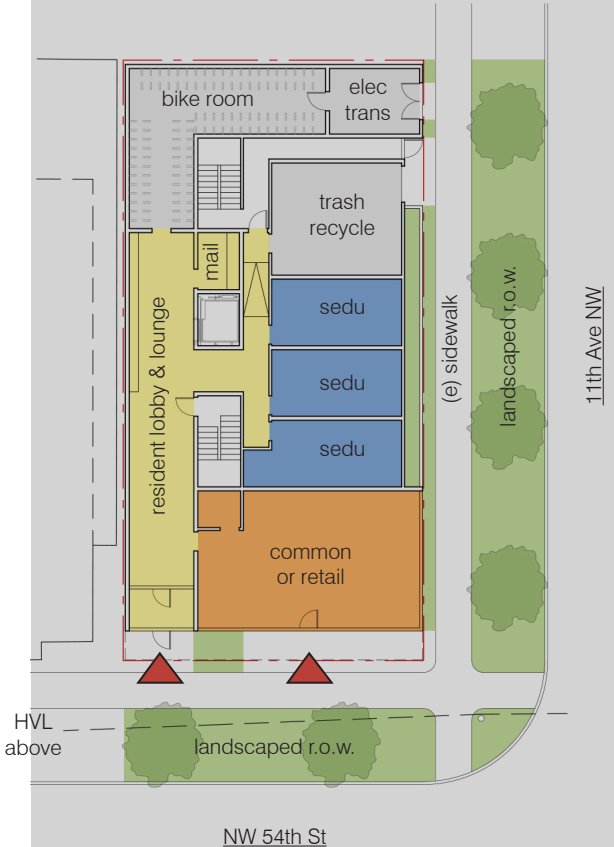 bike room
elec
trans
trash
recycle
mail
sedu
sedu
sedu
resident lobby & lounge
common
or retail
(e) sidewalk
landscaped r.o.w.
11th Ave NW
HVL
above
landscaped r.o.w.
NW 54th St